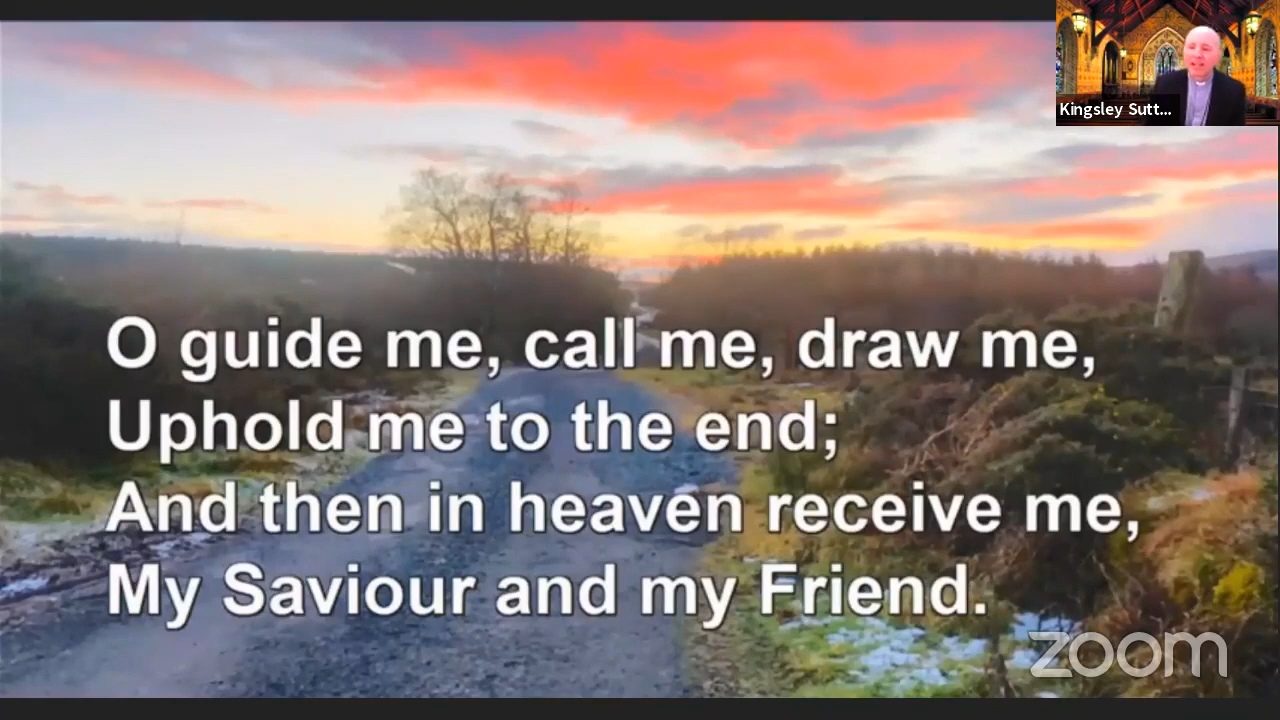 Kingsley Sutt...
O guide me, call me, draw me,
Uphold me to the end;
And then in heaven receive me,
My Saviour and my Friend.
zoom